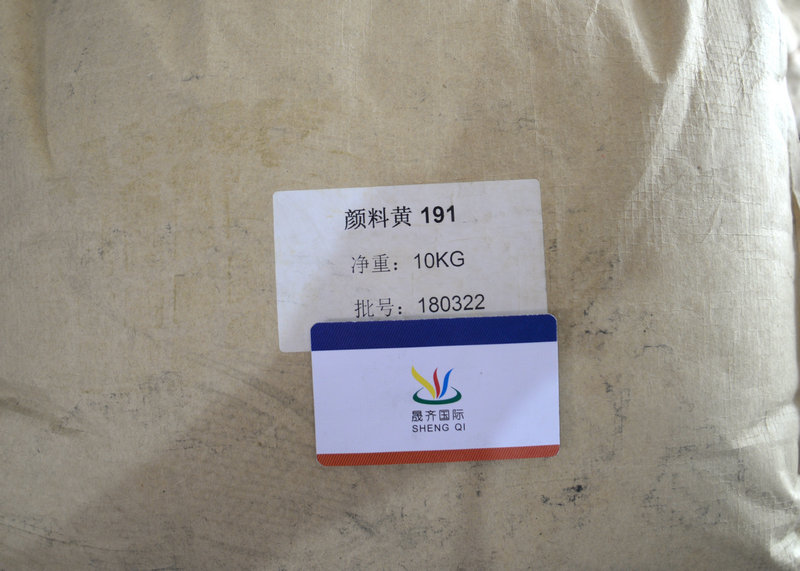 颜料黄 191
净重：10KG
批号：180322
晟齐国际
SHENG QI